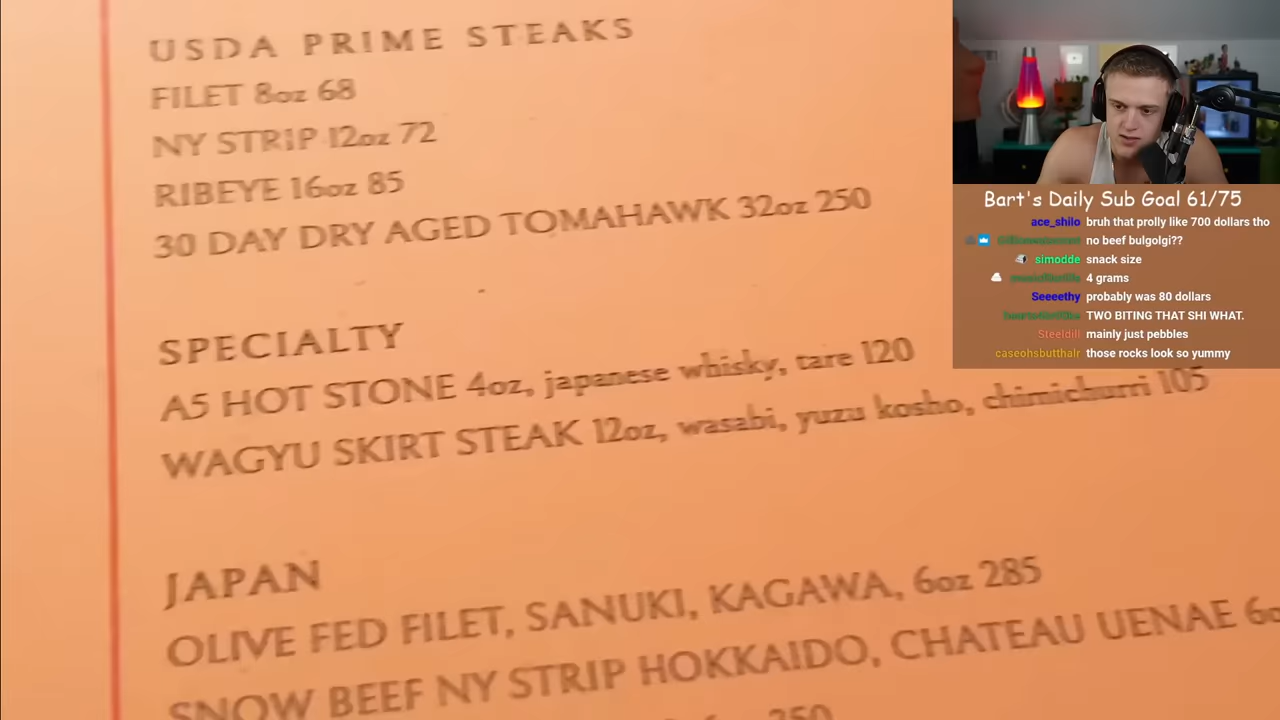 USDA PRIME STEAKS
FILET 8oz 68
NY STRIP 12oz 72
RIBEYE 16oz 85
30 DAY DRY AGED TOMAHAWK 32oz 250
SPECIALTY
A5 HOT STONE 4oz, japanese whisky, tare 120
WAGYU SKIRT STEAK 12oz, wasabi, yuzu kosho, chimichurri 105
JAPAN
OLIVE FED FILET, SANUKI, KAGAWA, 6oz 285
SNOW BEEF NY STRIP HOKKAIDO, CHATEAU UENAE
350
Bart's Daily Sub Goal 61/75
ace_shilo bruh that prolly like 700 dollars tho
no beef bulgolgi??
simodde snack size
4 grams
Seeeethy probably was 80 dollars
TWO BITING THAT SHI WHAT.
Steeldill mainly just pebbles
caseohsbutthair those rocks look so yummy